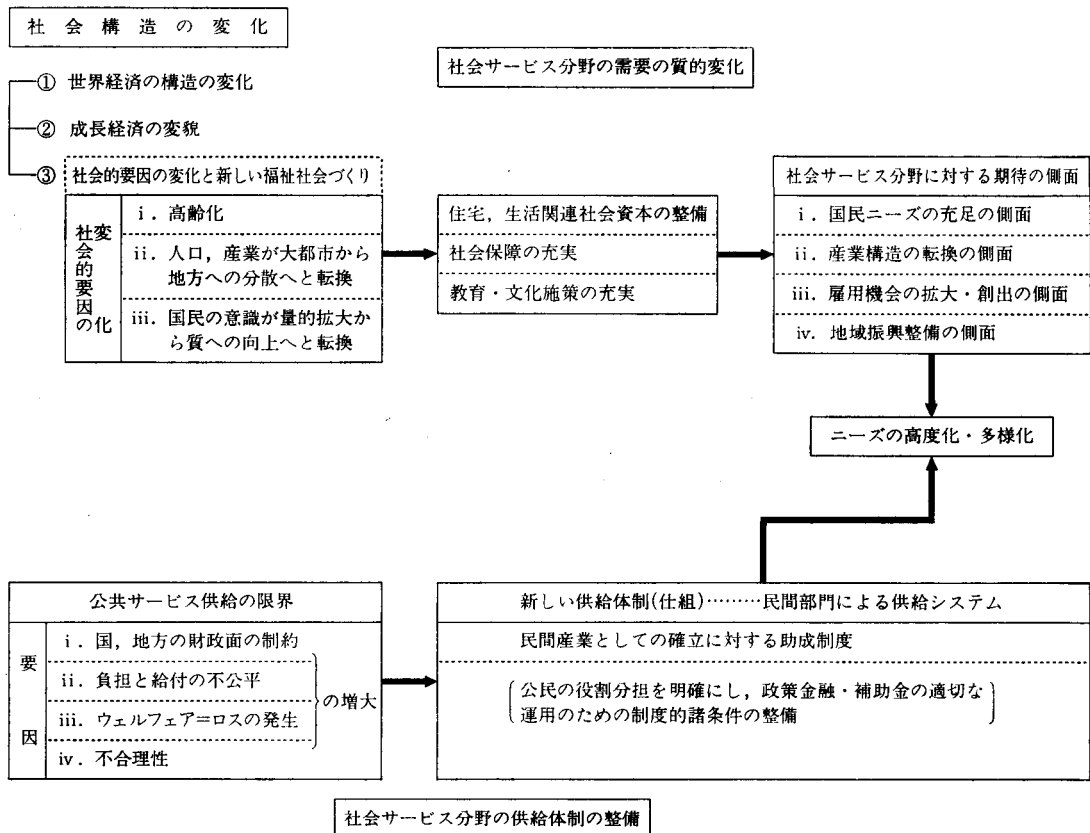 社会構造の変化
社会サービス分野の需要の質的変化
① 世界経済の構造の変化
② 成長経済の変貌
③ 社会的要因の変化と新しい福祉社会づくり
社会的要因の変化
i．高齢化
ii．人口，産業が大都市から
地方への分散へと転換
iii．国民の意識が量的拡大か
ら質への向上へと転換
住宅，生活関連社会資本の整備
社会保障の充実
教育・文化施策の充実
社会サービス分野に対する期待の側面
i．国民ニーズの充足の側面
ii．産業構造の転換の側面
iii．雇用機会の拡大・創出の側面
iv．地域振興整備の側面
ニーズの高度化・多様化
公共サービス供給の限界
要因
i．国，地方の財政面の制約
ii．負担と給付の不公平
iii．ウェルフェア＝ロスの発生
iv．不合理性
の増大
新しい供給体制(仕組)………民間部門による供給システム
民間産業としての確立に対する助成制度
公民の役割分担を明確にし，政策金融・補助金の適切な
運用のための制度的諸条件の整備
社会サービス分野の供給体制の整備